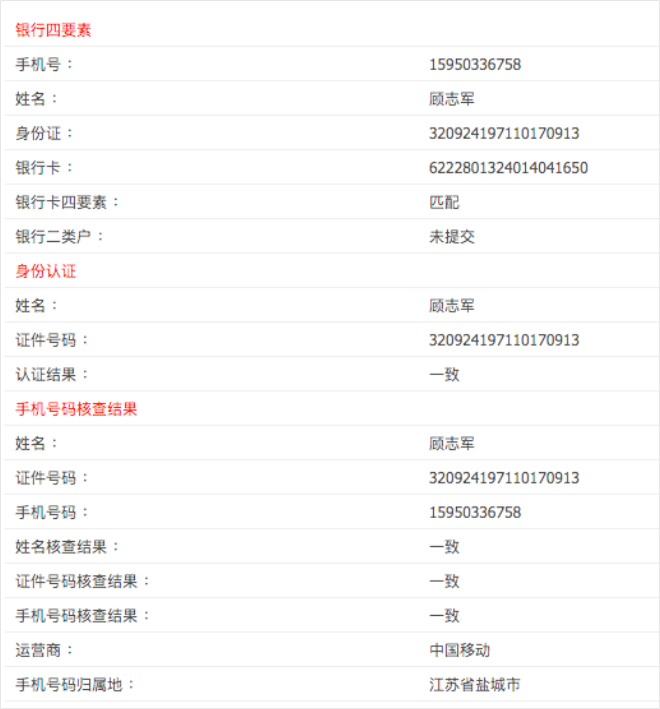 银行四要素
手机号： 15950336758
姓名： 顾志军
身份证： 320924197110170913
银行卡： 6222801324014041650
银行卡四要素： 匹配
银行二类户： 未提交
身份认证
姓名： 顾志军
证件号码： 320924197110170913
认证结果： 一致
手机号码核查结果
姓名： 顾志军
证件号码： 320924197110170913
手机号码： 15950336758
姓名核查结果： 一致
证件号码核查结果： 一致
手机号码核查结果： 一致
运营商： 中国移动
手机号码归属地： 江苏省盐城市